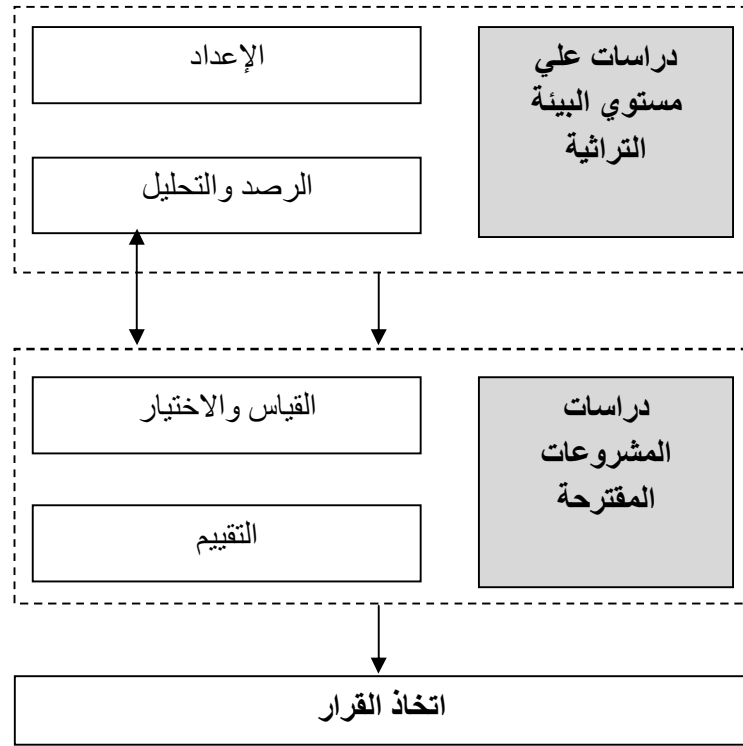 دراسات علي
مستوي البيئة
التراثية
الإعداد
الرصد والتحليل
دراسات
المشروعات
المقترحة
القياس والاختيار
التقييم
اتخاذ القرار